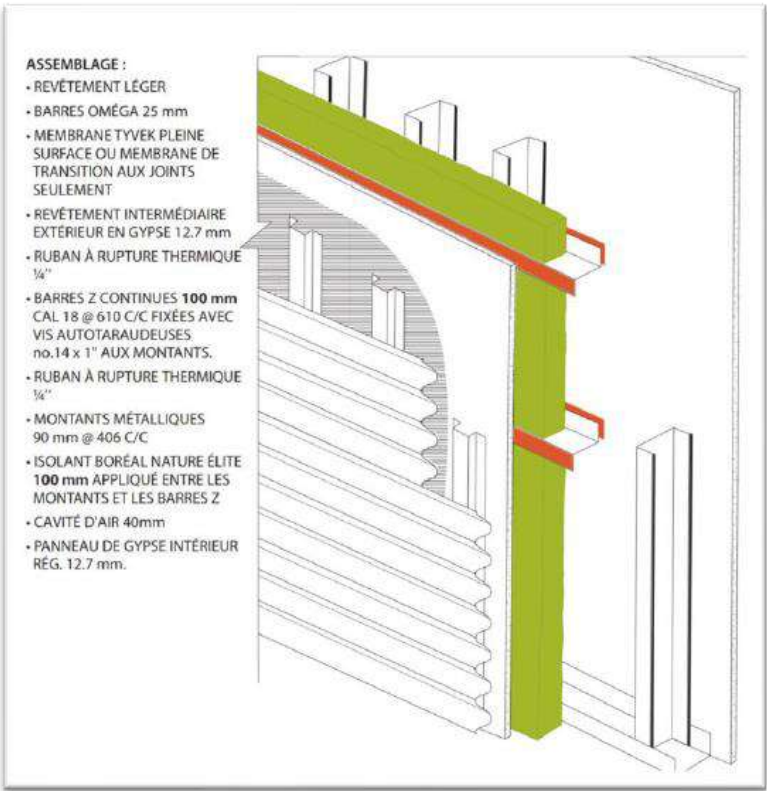 ASSEMBLAGE :
• REVÊTEMENT LÉGER
• BARRES OMÉGA 25 mm
• MEMBRANE TYVEK PLEINE
SURFACE OU MEMBRANE DE
TRANSITION AUX JOINTS
SEULEMENT
• REVÊTEMENT INTERMÉDIAIRE
EXTÉRIEUR EN GYPSE 12.7 mm
• RUBAN À RUPTURE THERMIQUE
¼"
• BARRES Z CONTINUES 100 mm
CAL 18 @ 610 C/C FIXÉES AVEC
VIS AUTOTARAUDEUSES
no.14 x 1" AUX MONTANTS.
• RUBAN À RUPTURE THERMIQUE
¼"
• MONTANTS MÉTALLIQUES
90 mm @ 406 C/C
• ISOLANT BORÉAL NATURE ÉLITE
100 mm APPLIQUÉ ENTRE LES
MONTANTS ET LES BARRES Z
• CAVITÉ D'AIR 40mm
• PANNEAU DE GYPSE INTÉRIEUR
RÉG. 12.7 mm.